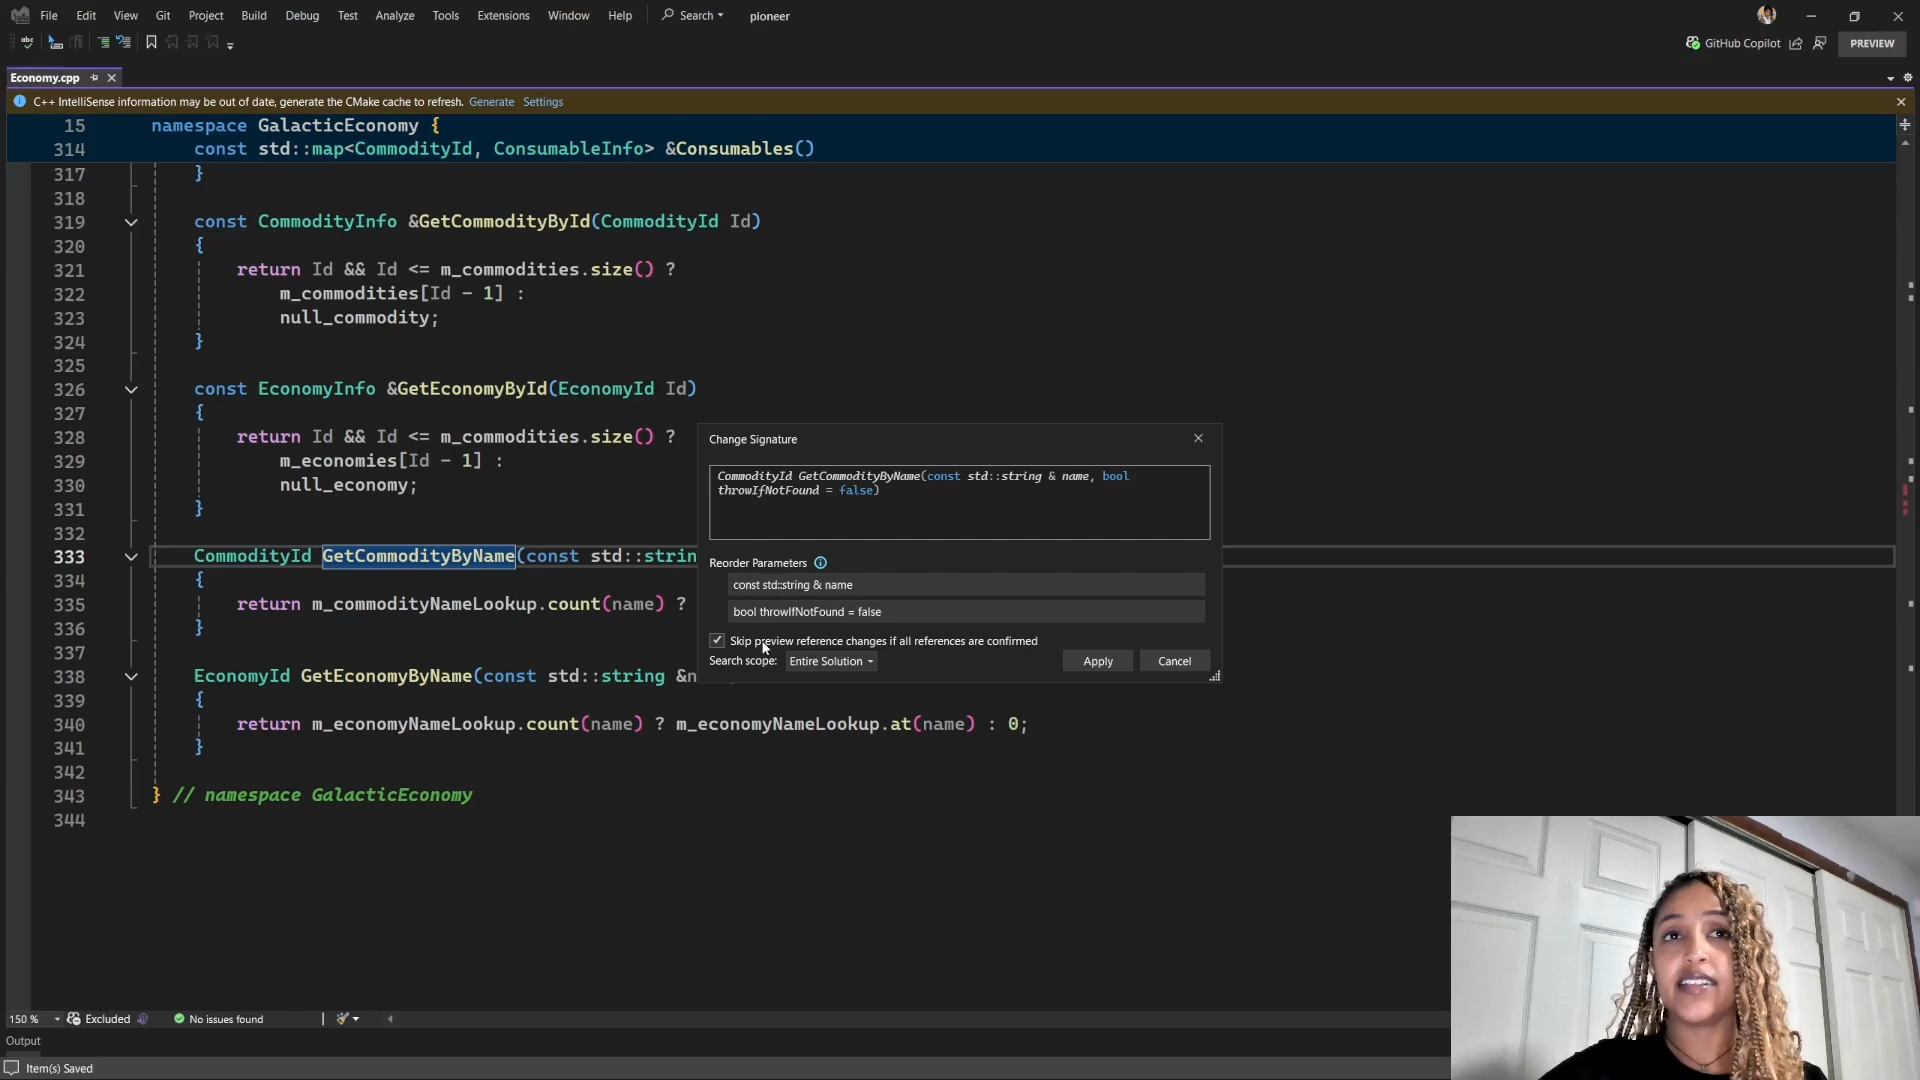 File Edit View Git Project Build Debug Test Analyze Tools Extensions Window Help Search pioneer
abc
GitHub Copilot PREVIEW
Economy.cpp
C++ IntelliSense information may be out of date, generate the CMake cache to refresh. Generate Settings
15 namespace GalacticEconomy {
314 const std::map<CommodityId, ConsumableInfo> &Consumables()
317 }
318
319 const CommodityInfo &GetCommodityById(CommodityId Id)
320 {
321 return Id && Id <= m_commodities.size() ?
322 m_commodities[Id - 1] :
323 null_commodity;
324 }
325
326 const EconomyInfo &GetEconomyById(EconomyId Id)
327 {
328 return Id && Id <= m_commodities.size() ?
329 m_economies[Id - 1] :
330 null_economy;
331 }
332
333 CommodityId GetCommodityByName(const std::strin
334 {
335 return m_commodityNameLookup.count(name) ?
336 }
337
338 EconomyId GetEconomyByName(const std::string &n
339 {
340 return m_economyNameLookup.count(name) ? m_economyNameLookup.at(name) : 0;
341 }
342
343 } // namespace GalacticEconomy
344
Change Signature
CommodityId GetCommodityByName(const std::string & name, bool
throwIfNotFound = false)
Reorder Parameters
const std::string & name
bool throwIfNotFound = false
Skip preview reference changes if all references are confirmed
Search scope: Entire Solution Apply Cancel
150 % Excluded No issues found
Output
Item(s) Saved